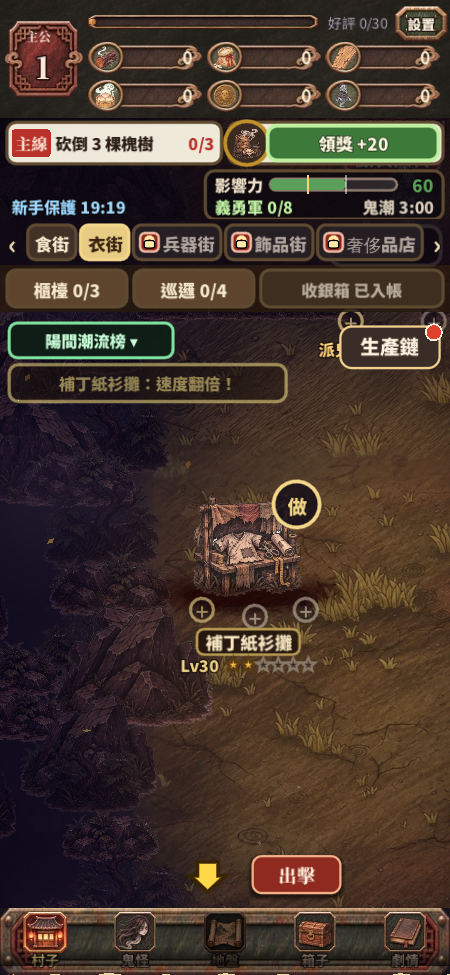 主公
1
好評 0/30
設置
0
0
0
0
0
0
主線 砍倒 3 棵槐樹 0/3
領獎 +20
影響力 60
新手保護 19:19
義勇軍 0/8
鬼潮 3:00
‹ 食街 衣街 兵器街 飾品街 奢侈品店 ›
櫃檯 0/3
巡邏 0/4
收銀箱 已入帳
陽間潮流榜 ▾
生產鏈
補丁紙衫攤：速度翻倍！
做
補丁紙衫攤
Lv30 ★★☆☆☆☆
出擊
村子
鬼怪
地盤
箱子
劇情